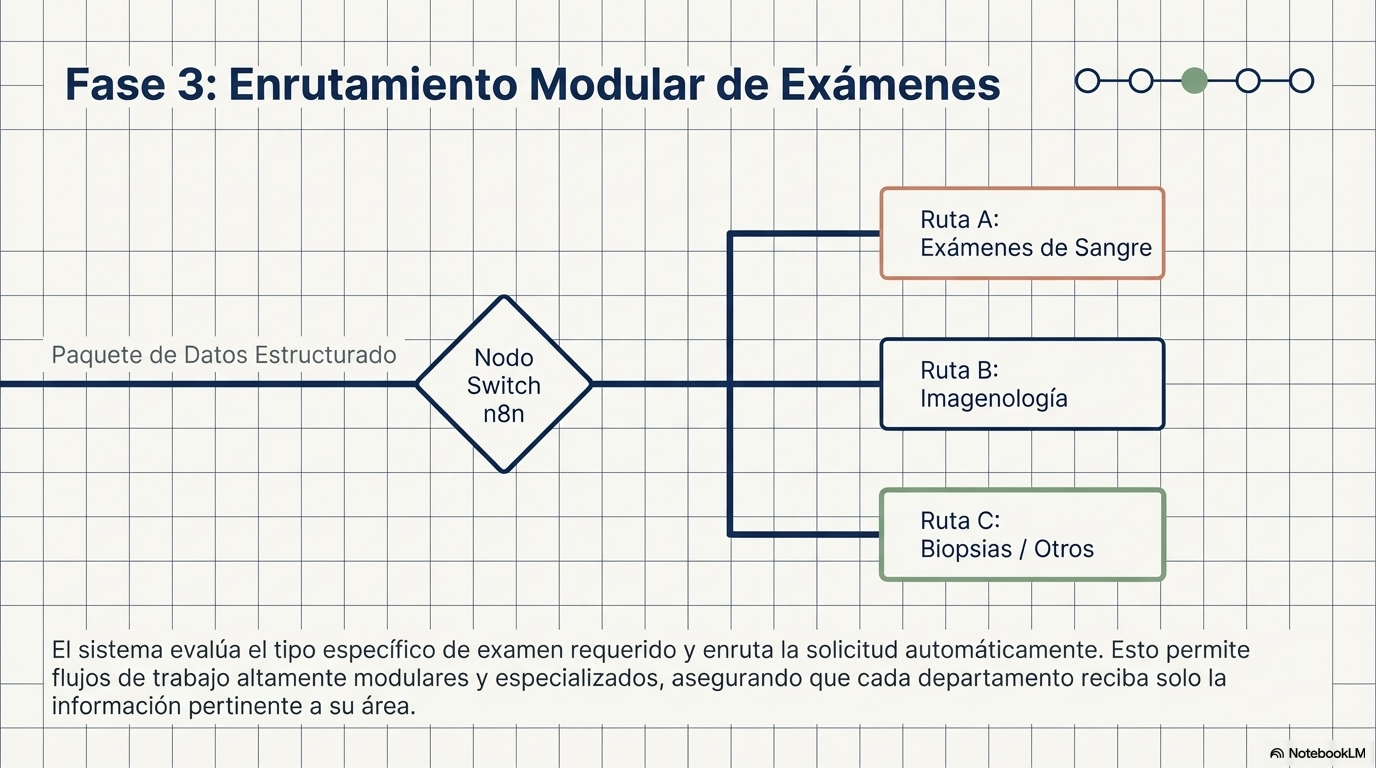 Fase 3: Enrutamiento Modular de Exámenes
Ruta A:
Exámenes de Sangre
Paquete de Datos Estructurado
Nodo
Switch
n8n
Ruta B:
Imagenología
Ruta C:
Biopsias / Otros
El sistema evalúa el tipo específico de examen requerido y enruta la solicitud automáticamente. Esto permite
flujos de trabajo altamente modulares y especializados, asegurando que cada departamento reciba solo la
información pertinente a su área.
NotebookLM